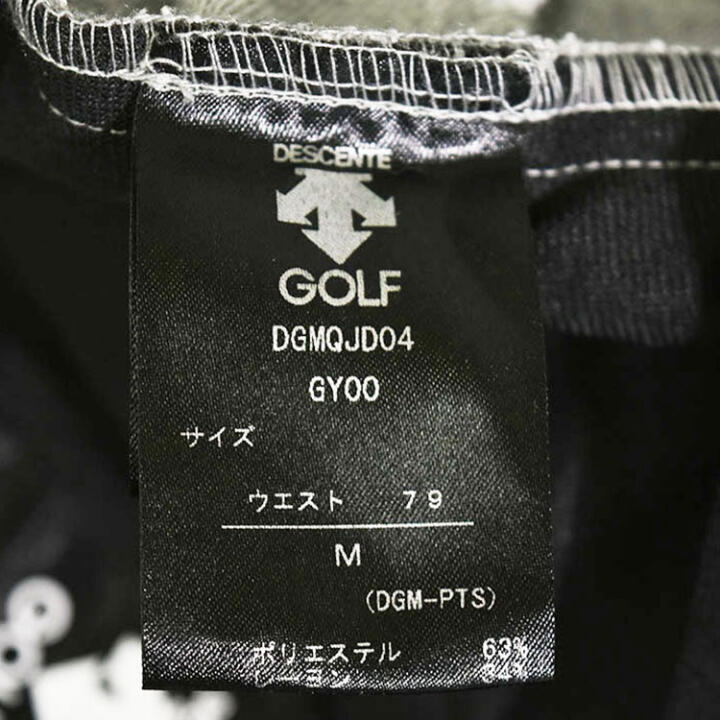 DESCENTE
GOLF
DGMQJD04
GY00
サイズ
ウエスト 79
M
(DGM-PTS)
ポリエステル 63%